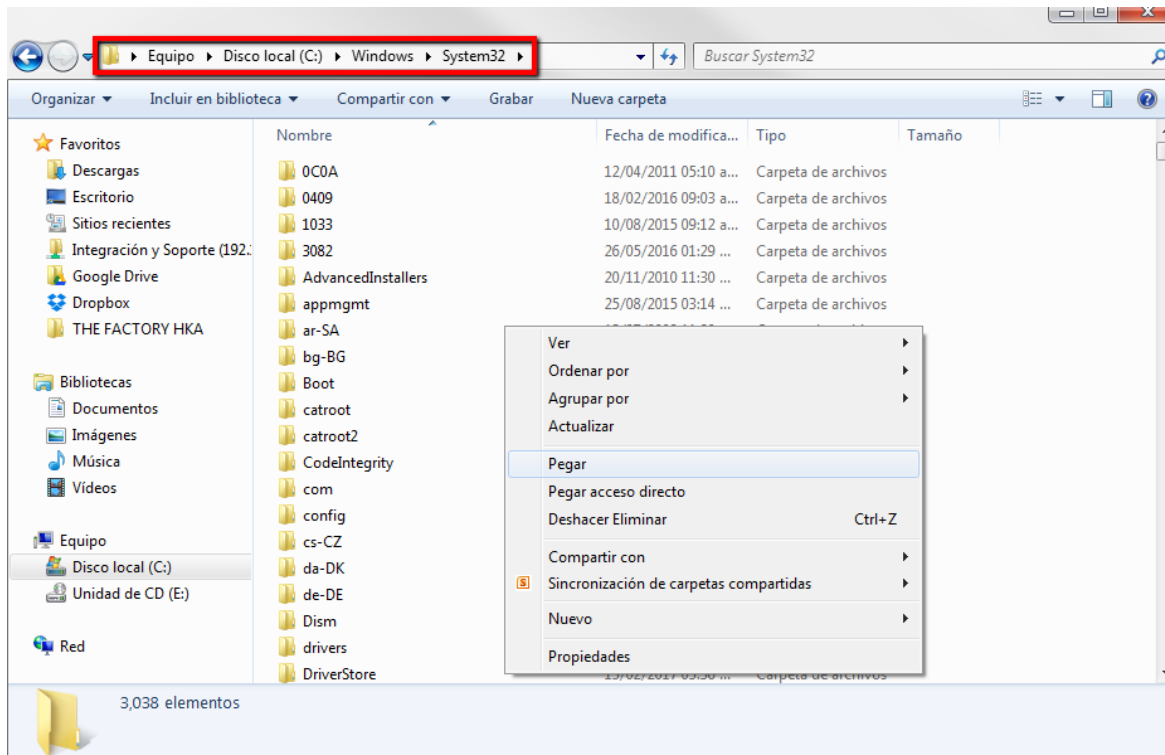 Equipo Disco local (C:) Windows System32 Buscar System32
Organizar Incluir en biblioteca Compartir con Grabar Nueva carpeta
Favoritos
Descargas
Escritorio
Sitios recientes
Integración y Soporte (192.
Google Drive
Dropbox
THE FACTORY HKA
Bibliotecas
Documentos
Imágenes
Música
Vídeos
Equipo
Disco local (C:)
Unidad de CD (E:)
Red
Nombre Fecha de modifica... Tipo Tamaño
0C0A 12/04/2011 05:10 a... Carpeta de archivos
0409 18/02/2016 09:03 a... Carpeta de archivos
1033 10/08/2015 09:12 a... Carpeta de archivos
3082 26/05/2016 01:29 ... Carpeta de archivos
AdvancedInstallers 20/11/2010 11:30 ... Carpeta de archivos
appmgmt 25/08/2015 03:14 ... Carpeta de archivos
ar-SA
bg-BG
Boot
catroot
catroot2
CodeIntegrity
com
config
cs-CZ
da-DK
de-DE
Dism
drivers
DriverStore
Ver
Ordenar por
Agrupar por
Actualizar
Pegar
Pegar acceso directo
Deshacer Eliminar Ctrl+Z
Compartir con
Sincronización de carpetas compartidas
Nuevo
Propiedades
3,038 elementos